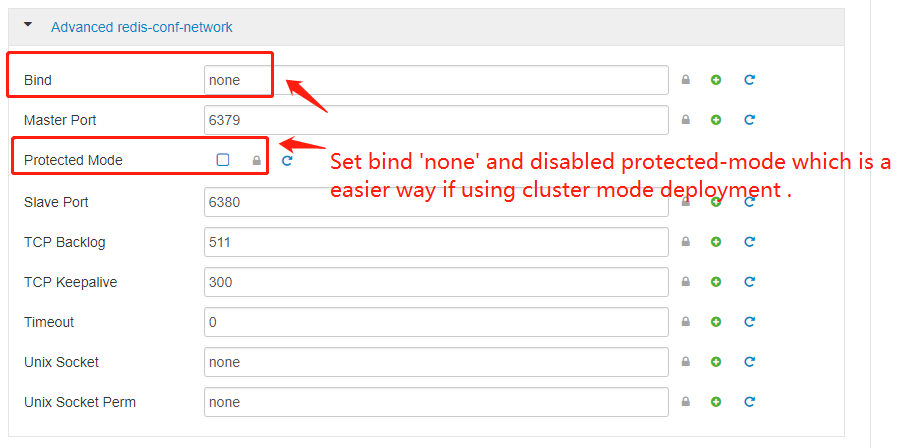 Advanced redis-conf-network
Bind none
Master Port 6379
Protected Mode
Set bind 'none' and disabled protected-mode which is a
easier way if using cluster mode deployment .
Slave Port 6380
TCP Backlog 511
TCP Keepalive 300
Timeout 0
Unix Socket none
Unix Socket Perm none